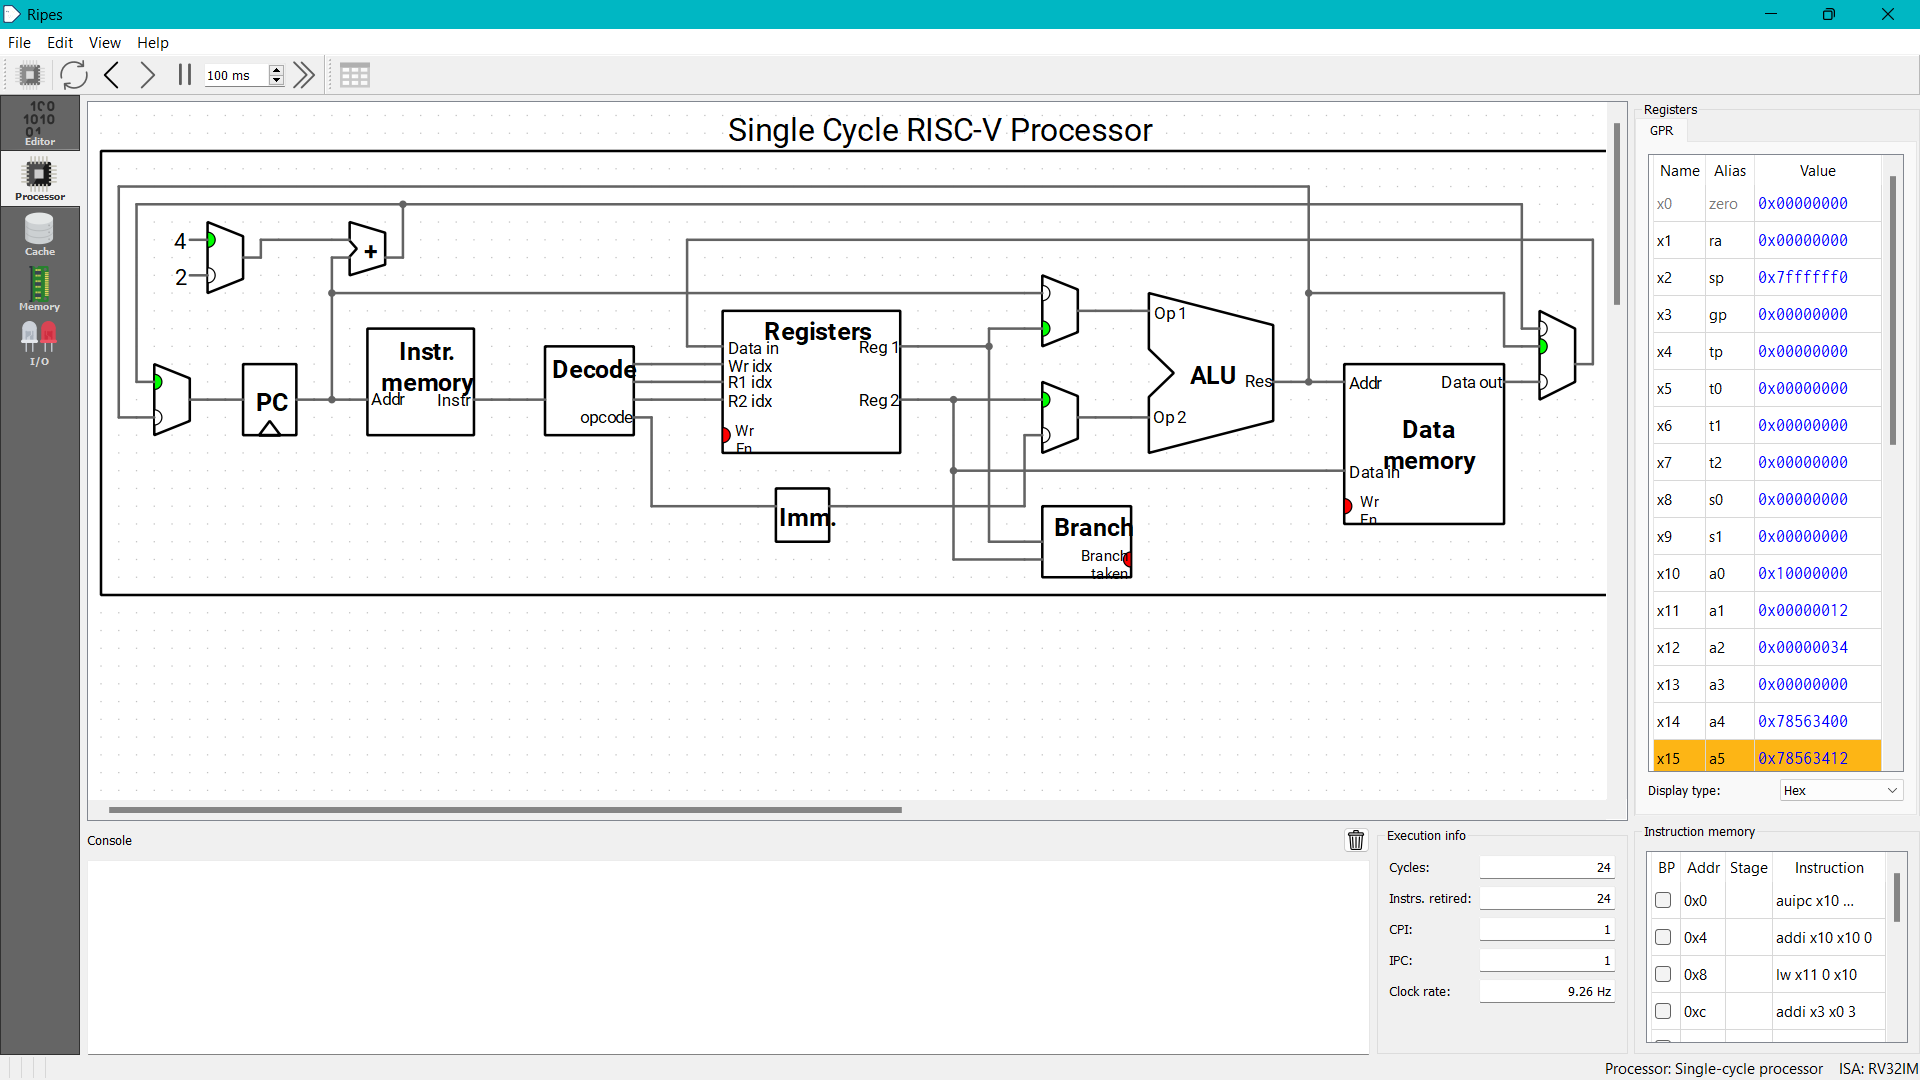 Ripes
File Edit View Help
100 ms
Editor
Processor
Cache
Memory
I/O
Single Cycle RISC-V Processor
4
2
+
PC
Instr.
memory
Addr Instr
Decode
opcode
Registers
Data in Reg 1
Wr idx
R1 idx
R2 idx Reg 2
Wr
En
Imm.
Op 1
ALU Res
Op 2
Branch
Branch
taken
Addr Data out
Data
memory
Data in
Wr
En
Registers
GPR
Name Alias Value
x0 zero 0x00000000
x1 ra 0x00000000
x2 sp 0x7ffffff0
x3 gp 0x00000000
x4 tp 0x00000000
x5 t0 0x00000000
x6 t1 0x00000000
x7 t2 0x00000000
x8 s0 0x00000000
x9 s1 0x00000000
x10 a0 0x10000000
x11 a1 0x00000012
x12 a2 0x00000034
x13 a3 0x00000000
x14 a4 0x78563400
x15 a5 0x78563412
Display type: Hex
Console
Execution info
Cycles: 24
Instrs. retired: 24
CPI: 1
IPC: 1
Clock rate: 9.26 Hz
Instruction memory
BP Addr Stage Instruction
0x0 auipc x10 ...
0x4 addi x10 x10 0
0x8 lw x11 0 x10
0xc addi x3 x0 3
Processor: Single-cycle processor ISA: RV32IM